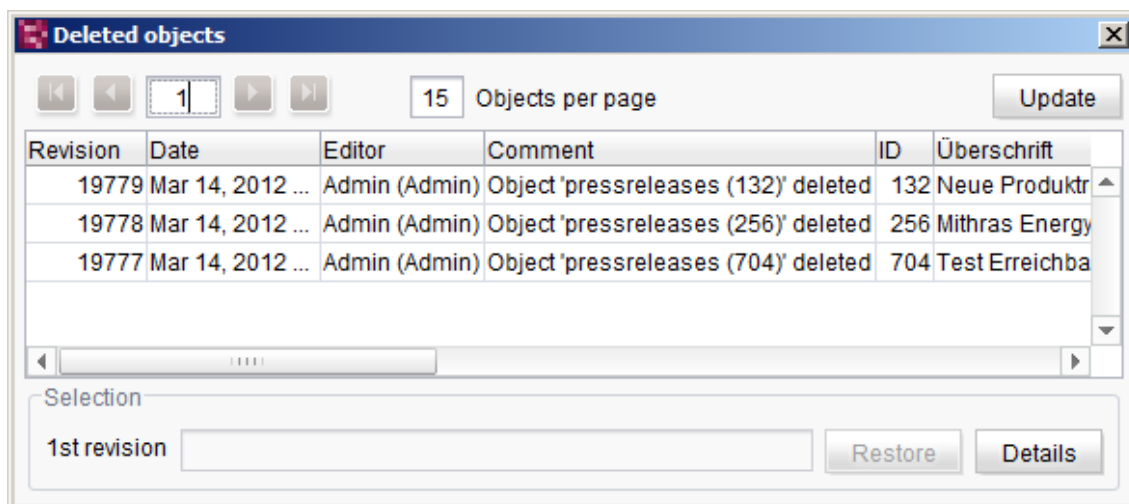 Deleted objects
1 15 Objects per page Update
Revision Date Editor Comment ID Überschrift
19779 Mar 14, 2012 ... Admin (Admin) Object 'pressreleases (132)' deleted 132 Neue Produktr
19778 Mar 14, 2012 ... Admin (Admin) Object 'pressreleases (256)' deleted 256 Mithras Energy
19777 Mar 14, 2012 ... Admin (Admin) Object 'pressreleases (704)' deleted 704 Test Erreichba
Selection
1st revision Restore Details